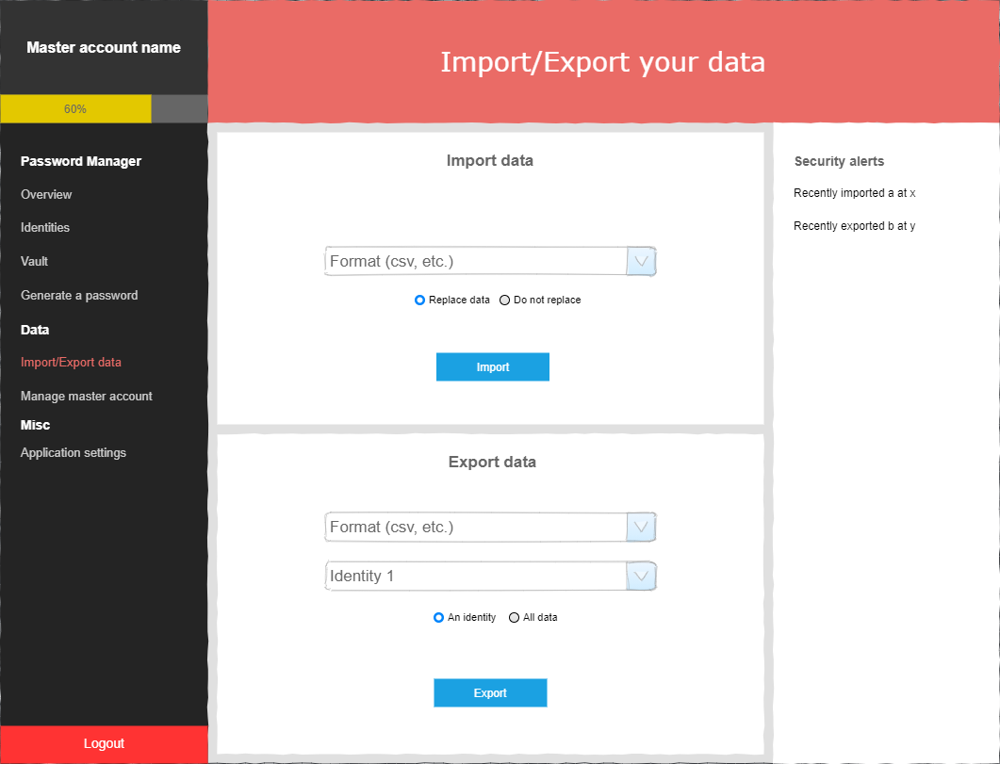 Master account name
60%
Password Manager
Overview
Identities
Vault
Generate a password
Data
Import/Export data
Manage master account
Misc
Application settings
Logout
Import/Export your data
Import data
Format (csv, etc.)
Replace data
Do not replace
Import
Export data
Format (csv, etc.)
Identity 1
An identity
All data
Export
Security alerts
Recently imported a at x
Recently exported b at y